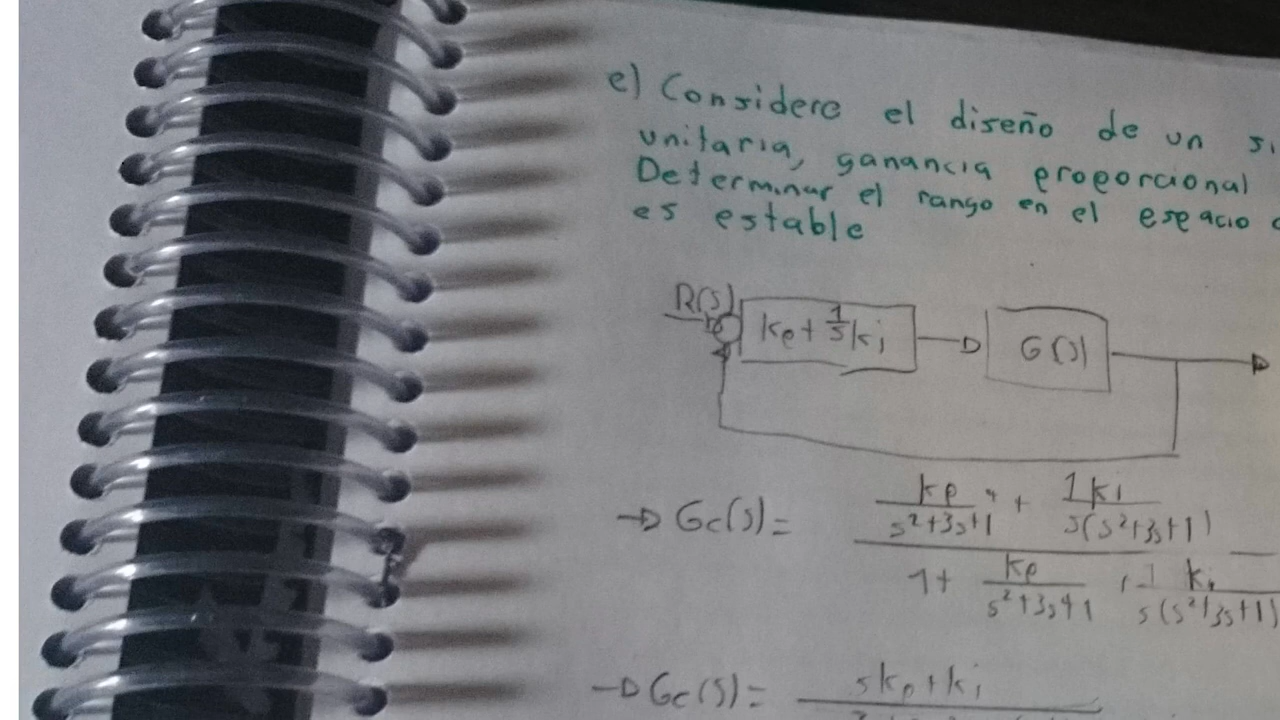 e) Considere el diseño de un si
unitaria, ganancia proporcional
Determinar el rango en el espacio
es estable
R(s)
kp + 1/s ki
G(s)
→ Gc(s) = (kp/(s²+3s+1) + 1ki/(s(s²+3s+1))) / (1 + kp/(s²+3s+1) + 1 ki/(s(s²+3s+1)))
→ Gc(s) = skp+ki